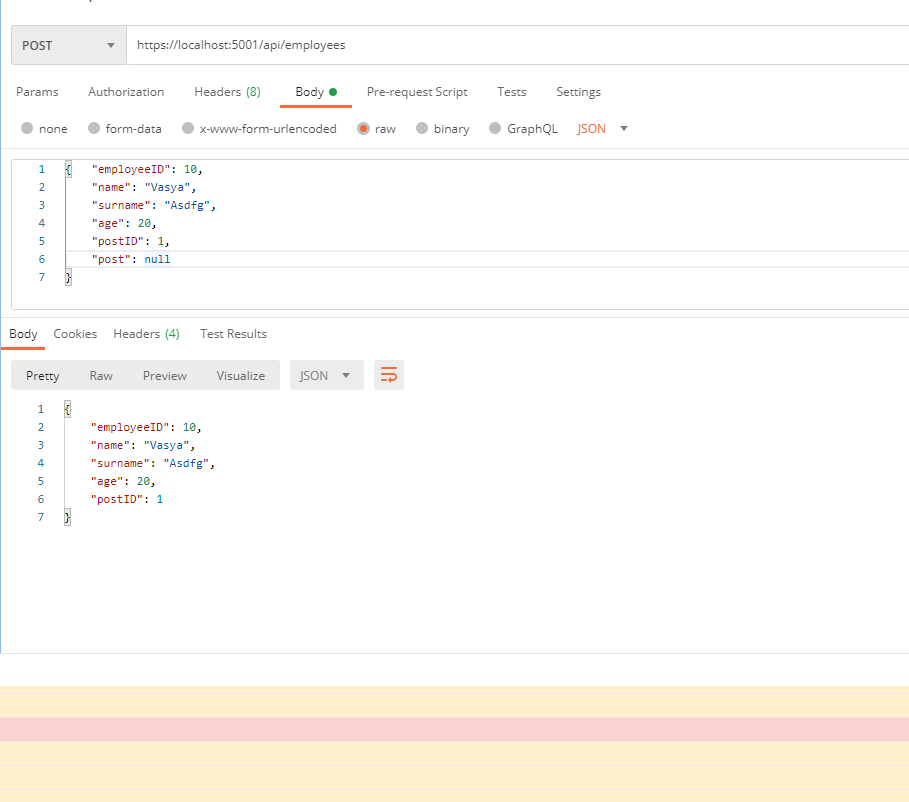 POST https://localhost:5001/api/employees
Params Authorization Headers (8) Body Pre-request Script Tests Settings
none form-data x-www-form-urlencoded raw binary GraphQL JSON
1 { "employeeID": 10,
2 "name": "Vasya",
3 "surname": "Asdfg",
4 "age": 20,
5 "postID": 1,
6 "post": null
7 }
Body Cookies Headers (4) Test Results
Pretty Raw Preview Visualize JSON
1 {
2 "employeeID": 10,
3 "name": "Vasya",
4 "surname": "Asdfg",
5 "age": 20,
6 "postID": 1
7 }